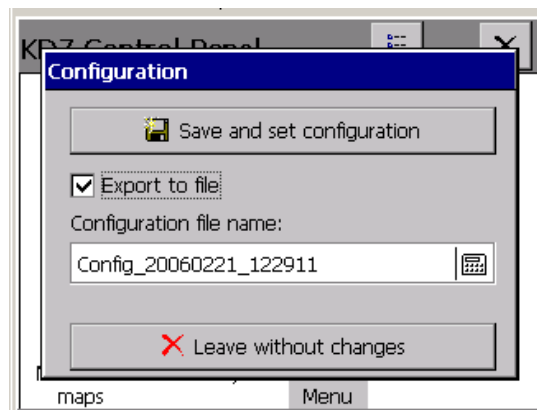 Configuration
Save and set configuration
Export to file
Configuration file name:
Config_20060221_122911
Leave without changes
maps
Menu